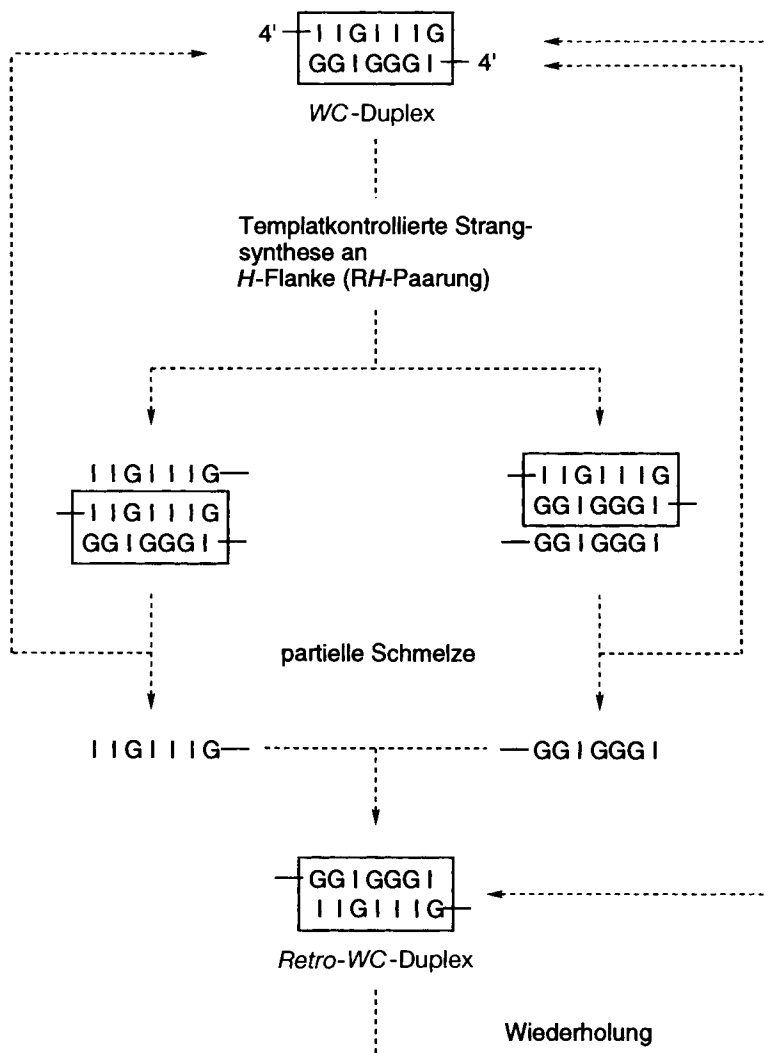 4' — I I G I I I G
GG I GGG I — 4'
WC-Duplex
Templatkontrollierte Strang-
synthese an
H-Flanke (RH-Paarung)
I I G I I I G —
— I I G I I I G
GG I GGG I —
— I I G I I I G
GG I GGG I —
— GG I GGG I
partielle Schmelze
I I G I I I G —
— GG I GGG I
— GG I GGG I
I I G I I I G —
Retro-WC-Duplex
Wiederholung